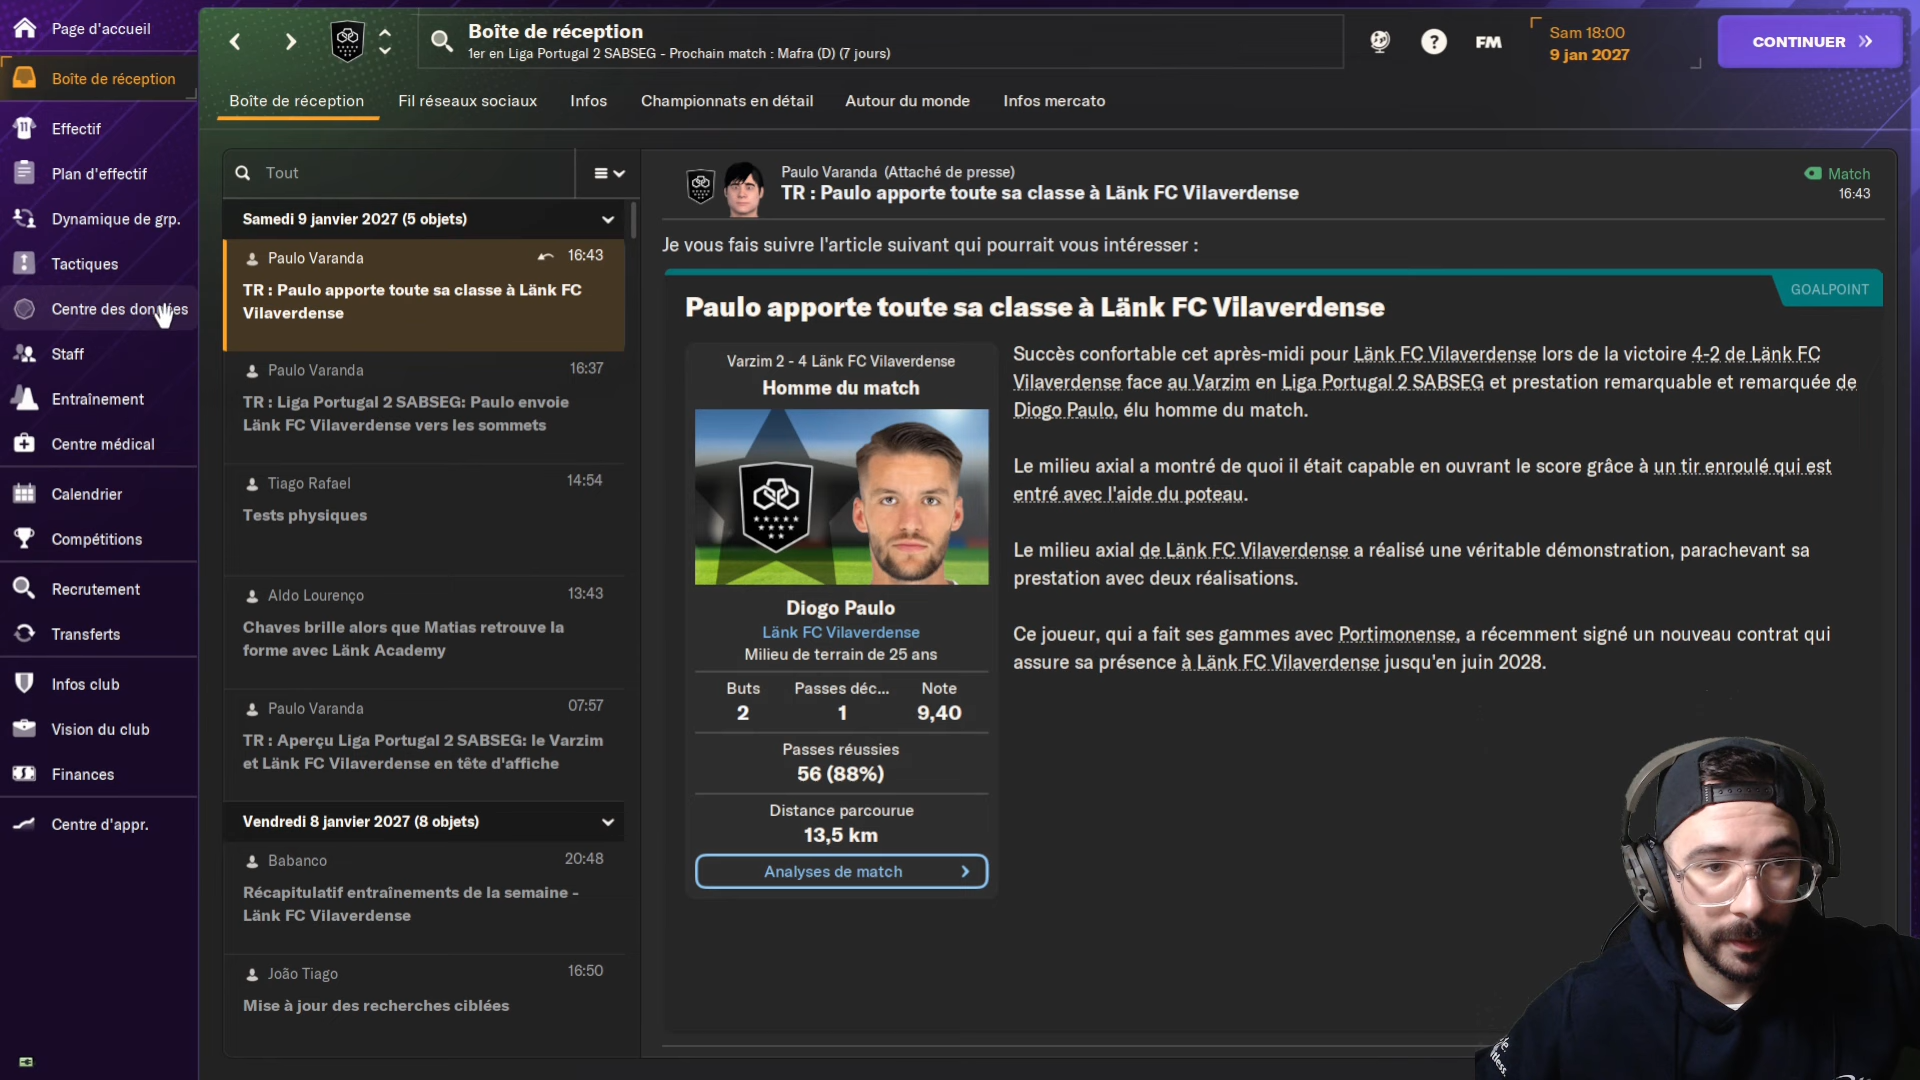 Page d'accueil
Boîte de réception
Effectif
Plan d'effectif
Dynamique de grp.
Tactiques
Centre des données
Staff
Entraînement
Centre médical
Calendrier
Compétitions
Recrutement
Transferts
Infos club
Vision du club
Finances
Centre d'appr.
Boîte de réception
1er en Liga Portugal 2 SABSEG - Prochain match : Mafra (D) (7 jours)
?
FM
Sam 18:00
9 jan 2027
CONTINUER
Boîte de réception
Fil réseaux sociaux
Infos
Championnats en détail
Autour du monde
Infos mercato
Tout
Samedi 9 janvier 2027 (5 objets)
Paulo Varanda
16:43
TR : Paulo apporte toute sa classe à Länk FC
Vilaverdense
Paulo Varanda
16:37
TR : Liga Portugal 2 SABSEG: Paulo envoie
Länk FC Vilaverdense vers les sommets
Tiago Rafael
14:54
Tests physiques
Aldo Lourenço
13:43
Chaves brille alors que Matias retrouve la
forme avec Länk Academy
Paulo Varanda
07:57
TR : Aperçu Liga Portugal 2 SABSEG: le Varzim
et Länk FC Vilaverdense en tête d'affiche
Vendredi 8 janvier 2027 (8 objets)
Babanco
20:48
Récapitulatif entraînements de la semaine -
Länk FC Vilaverdense
João Tiago
16:50
Mise à jour des recherches ciblées
Paulo Varanda (Attaché de presse)
TR : Paulo apporte toute sa classe à Länk FC Vilaverdense
Match
16:43
Je vous fais suivre l'article suivant qui pourrait vous intéresser :
GOALPOINT
Paulo apporte toute sa classe à Länk FC Vilaverdense
Varzim 2 - 4 Länk FC Vilaverdense
Homme du match
Diogo Paulo
Länk FC Vilaverdense
Milieu de terrain de 25 ans
Buts
Passes déc...
Note
2
1
9,40
Passes réussies
56 (88%)
Distance parcourue
13,5 km
Analyses de match
Succès confortable cet après-midi pour Länk FC Vilaverdense lors de la victoire 4-2 de Länk FC
Vilaverdense face au Varzim en Liga Portugal 2 SABSEG et prestation remarquable et remarquée de
Diogo Paulo, élu homme du match.
Le milieu axial a montré de quoi il était capable en ouvrant le score grâce à un tir enroulé qui est
entré avec l'aide du poteau.
Le milieu axial de Länk FC Vilaverdense a réalisé une véritable démonstration, parachevant sa
prestation avec deux réalisations.
Ce joueur, qui a fait ses gammes avec Portimonense, a récemment signé un nouveau contrat qui
assure sa présence à Länk FC Vilaverdense jusqu'en juin 2028.